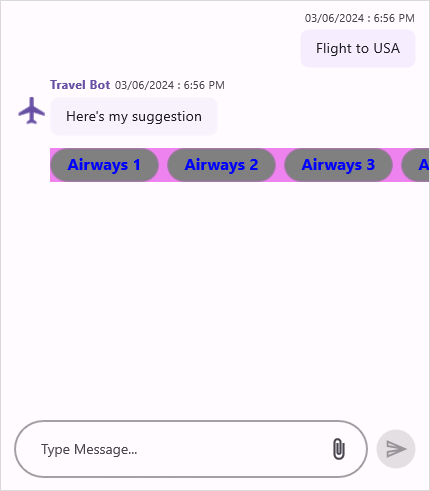 03/06/2024 : 6:56 PM
Flight to USA
Travel Bot 03/06/2024 : 6:56 PM
Here's my suggestion
Airways 1 Airways 2 Airways 3 A
Type Message...